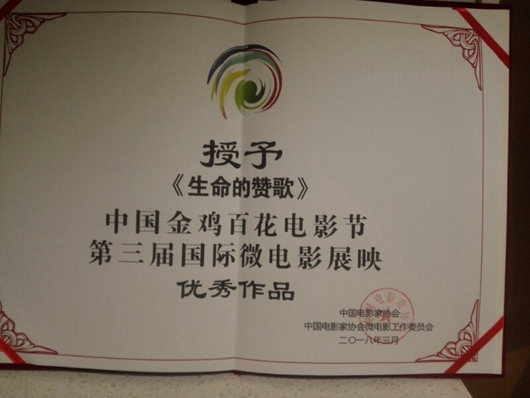 授予
《生命的赞歌》
中国金鸡百花电影节
第三届国际微电影展映
优秀作品
中国电影家协会
中国电影家协会微电影工作委员会
二〇一八年三月